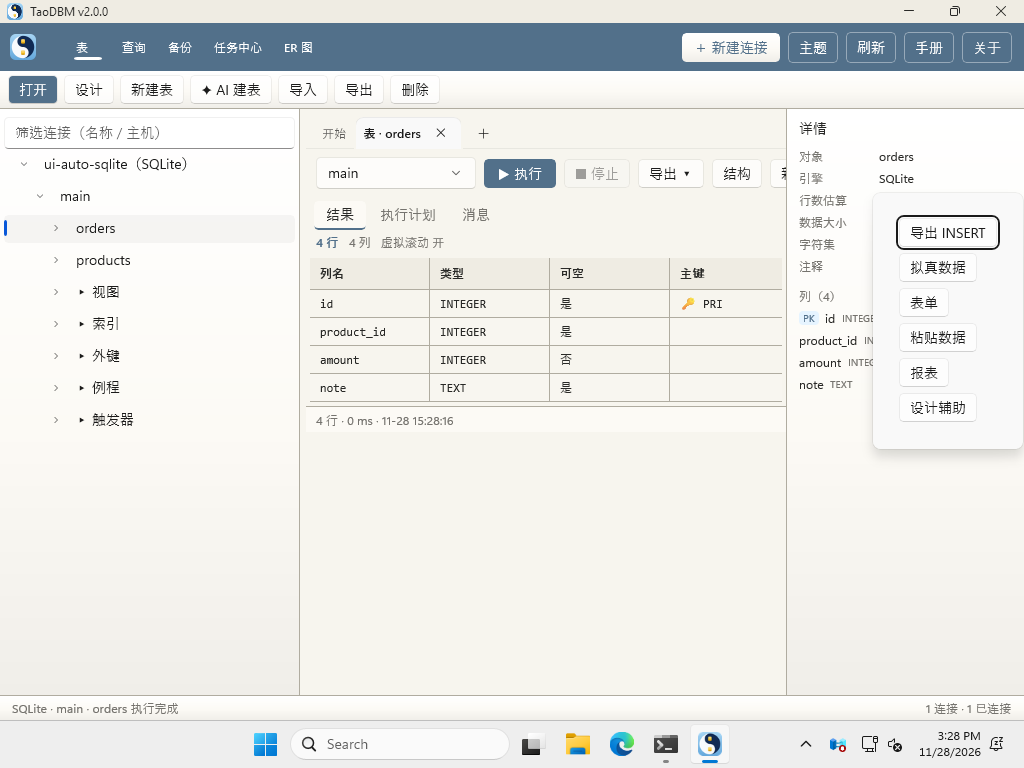 TaoDBM v2.0.0
表 查询 备份 任务中心 ER 图
+ 新建连接 主题 刷新 手册 关于
打开 设计 新建表 ✦ AI 建表 导入 导出 删除
筛选连接（名称 / 主机）
ui-auto-sqlite（SQLite）
main
orders
products
视图
索引
外键
例程
触发器
开始 表 · orders
main 执行 停止 导出 结构
结果 执行计划 消息
4 行 4 列 虚拟滚动 开
列名 类型 可空 主键
id INTEGER 是 🔑 PRI
product_id INTEGER 是
amount INTEGER 否
note TEXT 是
4 行 · 0 ms · 11-28 15:28:16
详情
对象 orders
引擎 SQLite
行数估算
数据大小
字符集
注释
列（4）
PK id
product_id
amount
note TEXT
导出 INSERT
拟真数据
表单
粘贴数据
报表
设计辅助
SQLite · main · orders 执行完成
1 连接 · 1 已连接
Search
3:28 PM
11/28/2026